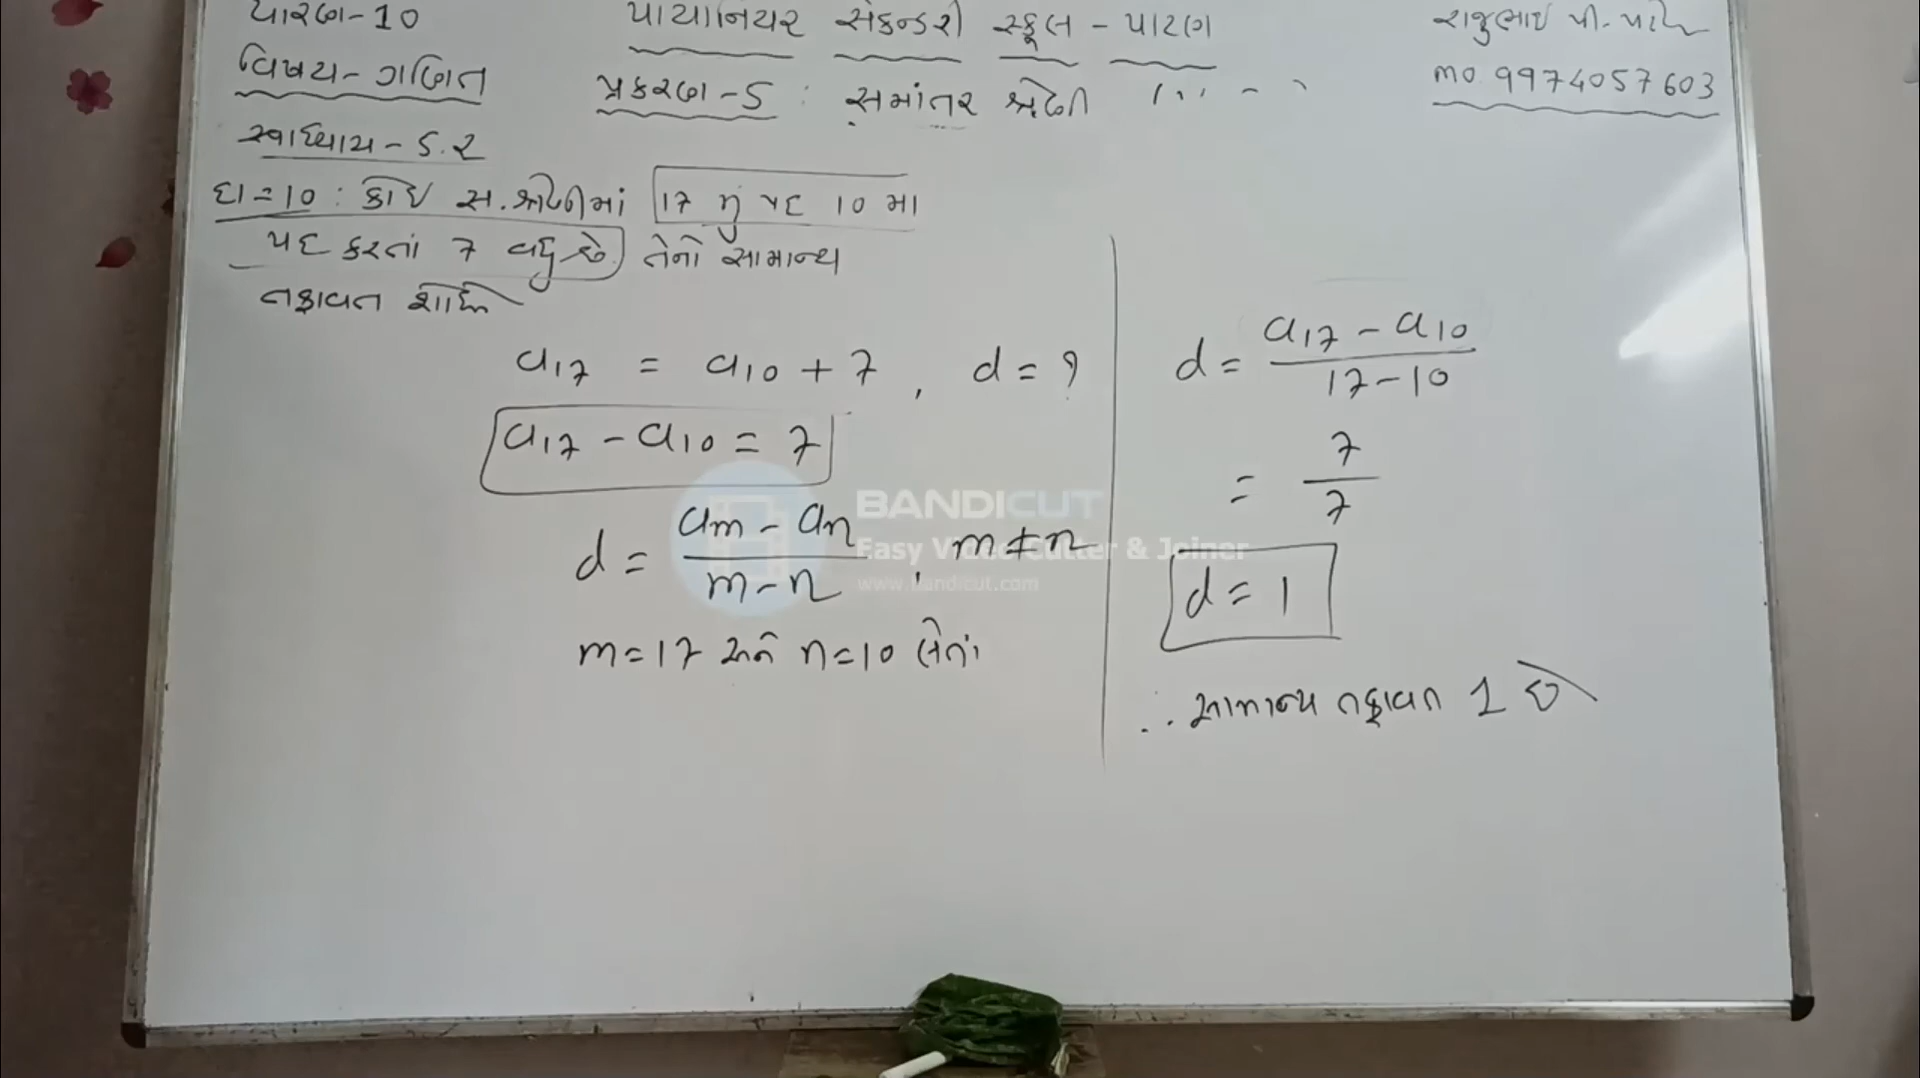 ધોરણ-10
પાયોનિયર સેકન્ડરી સ્કૂલ - પાટણ
રાજુભાઈ પી. પટેલ
વિષય - ગણિત
પ્રકરણ - 5 : સમાંતર શ્રેઢી
mo. 9974057603
સ્વાધ્યાય - 5.2
દા = 10 : કોઈ સ. શ્રેઢીમાં 17 મું પદ 10 મા
પદ કરતાં 7 વધુ છે તેનો સામાન્ય
તફાવત શોધો
a17 = a10 + 7 , d = ?
a17 - a10 = 7
d = am - an / m - n , m ≠ n
m = 17 અને n = 10 લેતાં
d = a17 - a10 / 17 - 10
= 7 / 7
d = 1
∴ સામાન્ય તફાવત 1 છે
BANDICUT
Easy Video Cutter & Joiner
www.bandicut.com